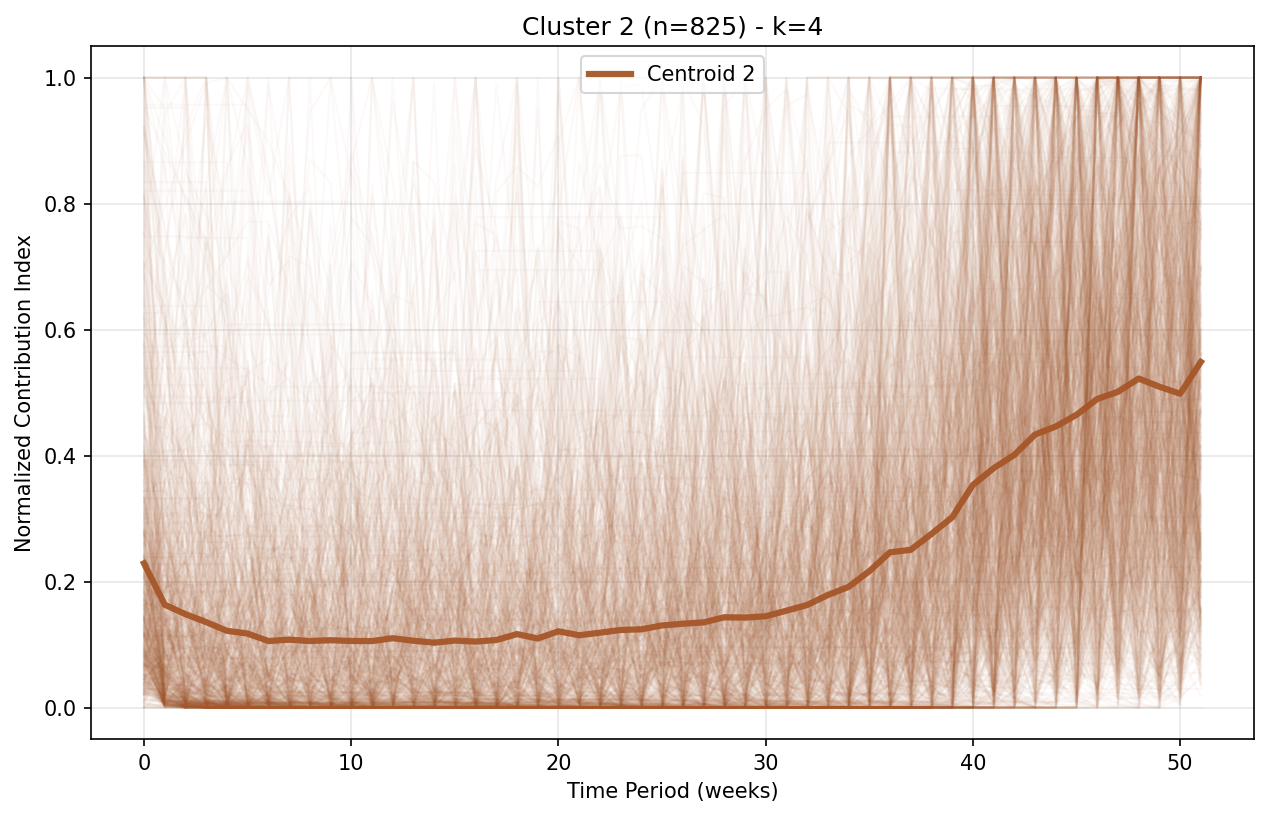 Cluster 2 (n=825) - k=4
Centroid 2
Normalized Contribution Index
1.0
0.8
0.6
0.4
0.2
0.0
0 10 20 30 40 50
Time Period (weeks)